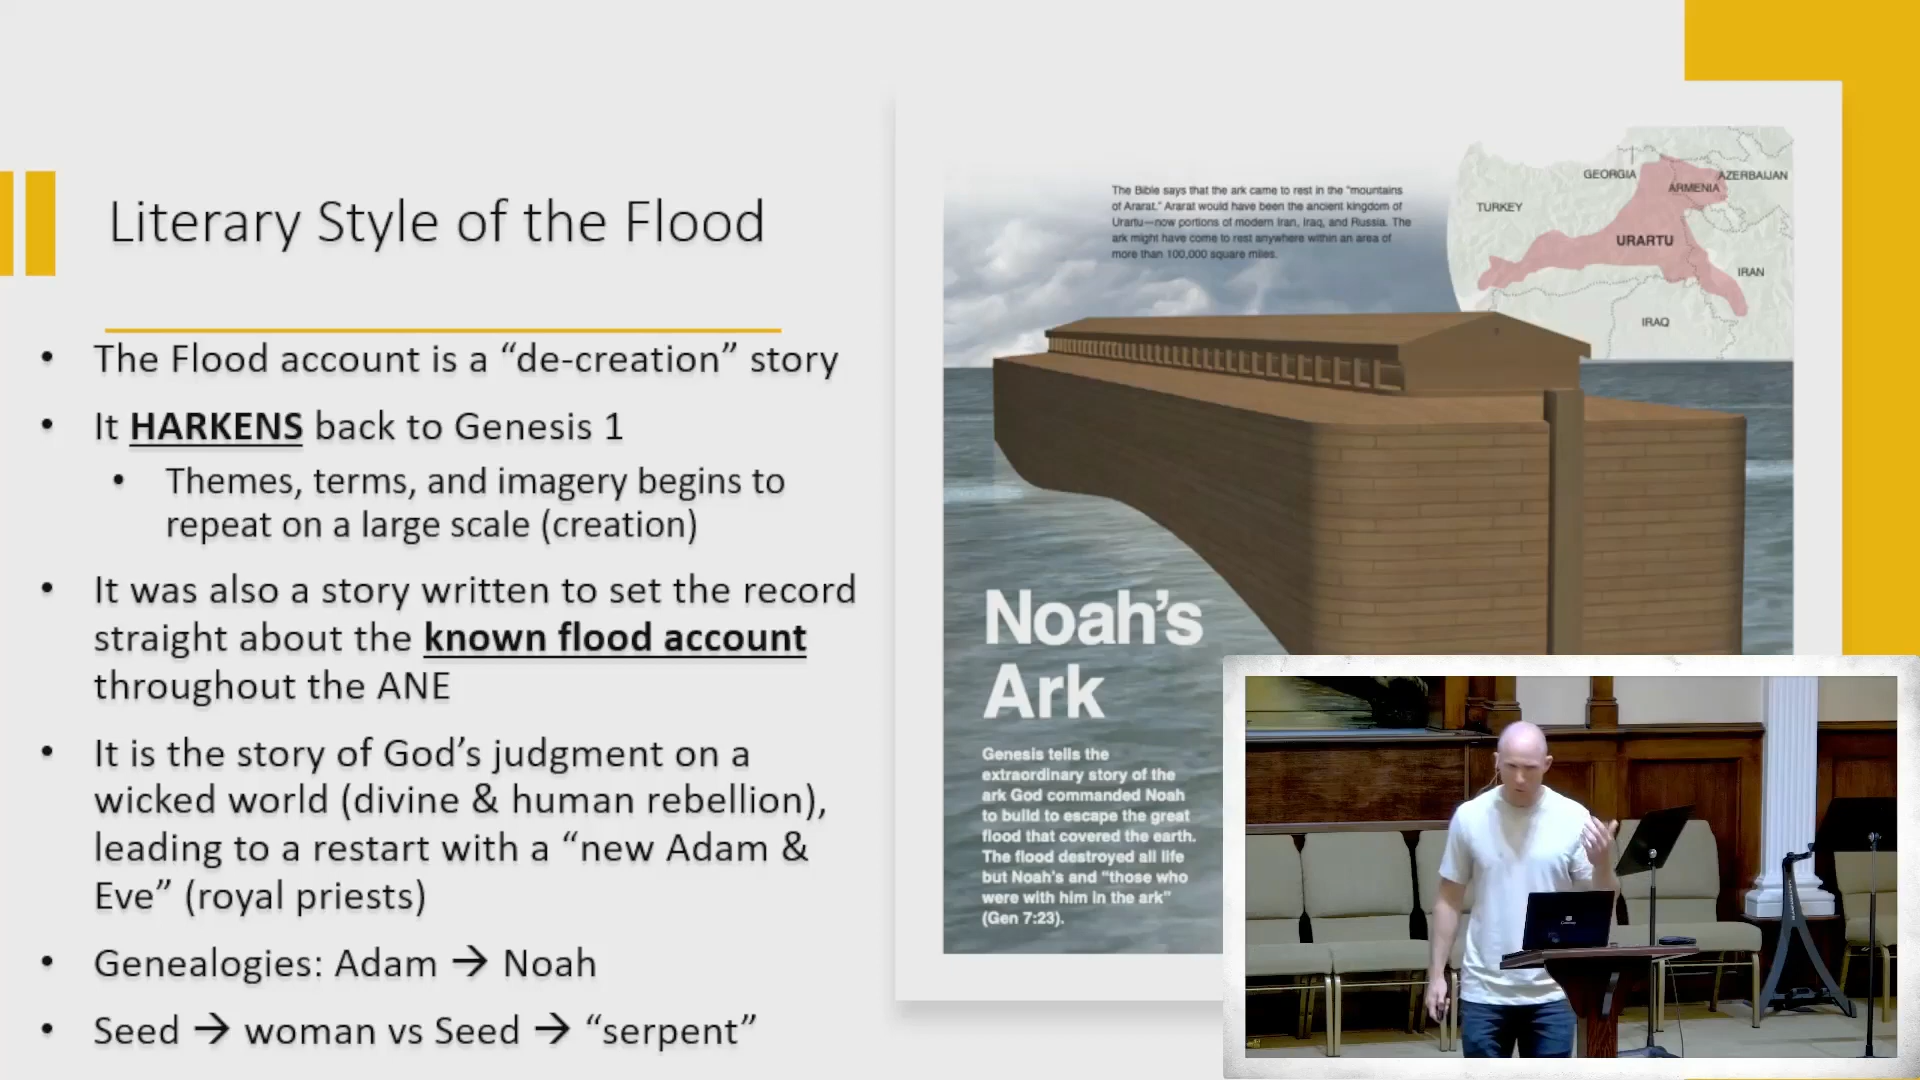 Literary Style of the Flood
• The Flood account is a “de-creation” story
• It HARKENS back to Genesis 1
• Themes, terms, and imagery begins to
repeat on a large scale (creation)
• It was also a story written to set the record
straight about the known flood account
throughout the ANE
• It is the story of God’s judgment on a
wicked world (divine & human rebellion),
leading to a restart with a “new Adam &
Eve” (royal priests)
• Genealogies: Adam → Noah
• Seed → woman vs Seed → “serpent”
The Bible says that the ark came to rest in the “mountains
of Ararat.” Ararat would have been the ancient kingdom of
Urartu—now portions of modern Iran, Iraq, and Russia. The
ark might have come to rest anywhere within an area of
more than 100,000 square miles.
GEORGIA
AZERBAIJAN
ARMENIA
TURKEY
URARTU
IRAN
IRAQ
Noah’s
Ark
Genesis tells the
extraordinary story of the
ark God commanded Noah
to build to escape the great
flood that covered the earth.
The flood destroyed all life
but Noah’s and “those who
were with him in the ark”
(Gen 7:23).